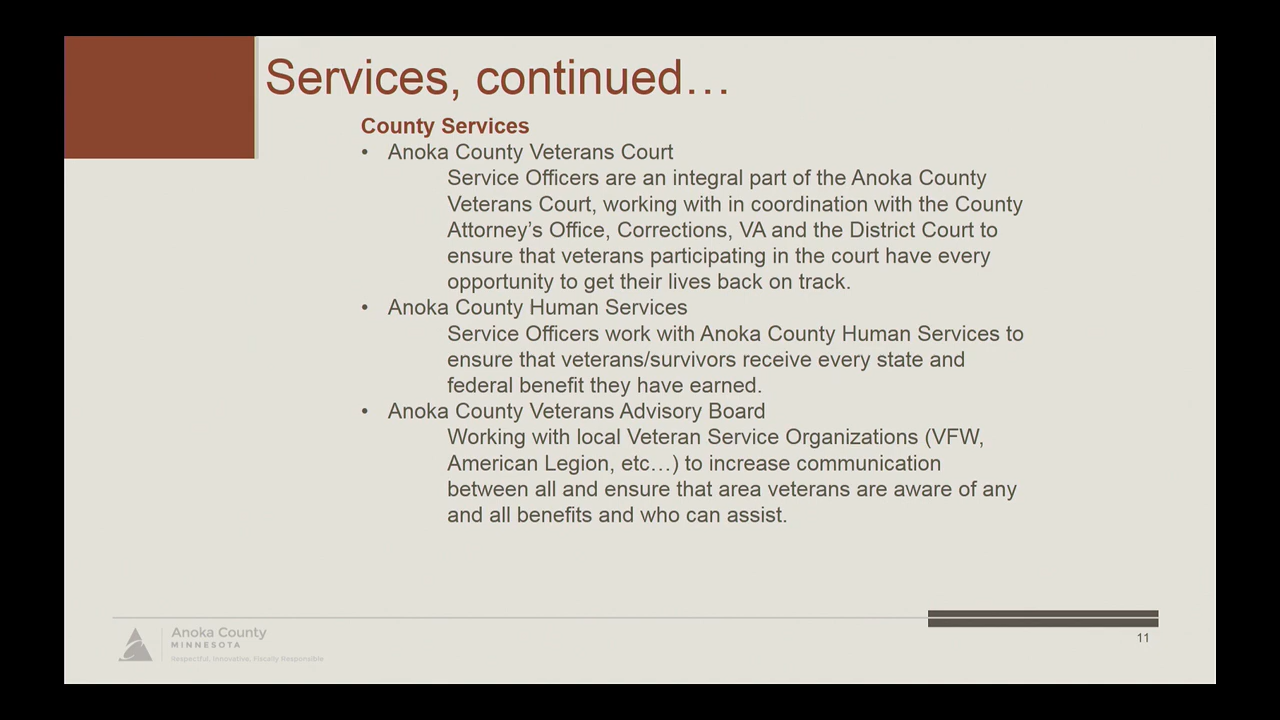 Services, continued…
County Services
• Anoka County Veterans Court
Service Officers are an integral part of the Anoka County
Veterans Court, working with in coordination with the County
Attorney’s Office, Corrections, VA and the District Court to
ensure that veterans participating in the court have every
opportunity to get their lives back on track.
• Anoka County Human Services
Service Officers work with Anoka County Human Services to
ensure that veterans/survivors receive every state and
federal benefit they have earned.
• Anoka County Veterans Advisory Board
Working with local Veteran Service Organizations (VFW,
American Legion, etc…) to increase communication
between all and ensure that area veterans are aware of any
and all benefits and who can assist.
Anoka County
MINNESOTA
Respectful, Innovative, Fiscally Responsible
11